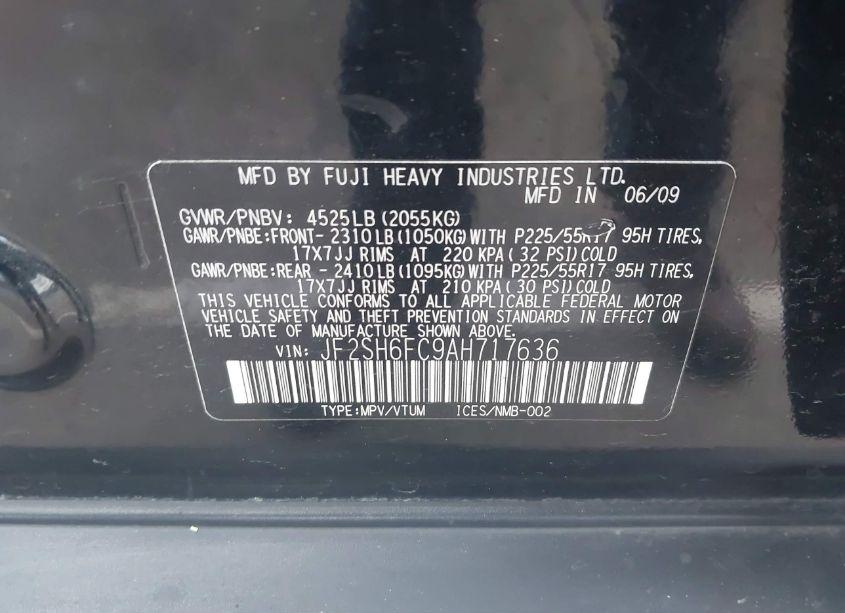 MFD BY FUJI HEAVY INDUSTRIES LTD.
MFD IN 06/09
GVWR/PNBV: 4525LB (2055KG)
GAWR/PNBE:FRONT- 2310LB (1050KG) WITH P225/55R17 95H TIRES,
17X7JJ RIMS AT 220 KPA ( 32 PSI) COLD
GAWR/PNBE:REAR - 2410LB (1095KG) WITH P225/55R17 95H TIRES,
17X7JJ RIMS AT 210 KPA ( 30 PSI) COLD
THIS VEHICLE CONFORMS TO ALL APPLICABLE FEDERAL MOTOR
VEHICLE SAFETY AND THEFT PREVENTION STANDARDS IN EFFECT ON
THE DATE OF MANUFACTURE SHOWN ABOVE.
VIN: JF2SH6FC9AH717636
TYPE:MPV/VTUM ICES/NMB-002